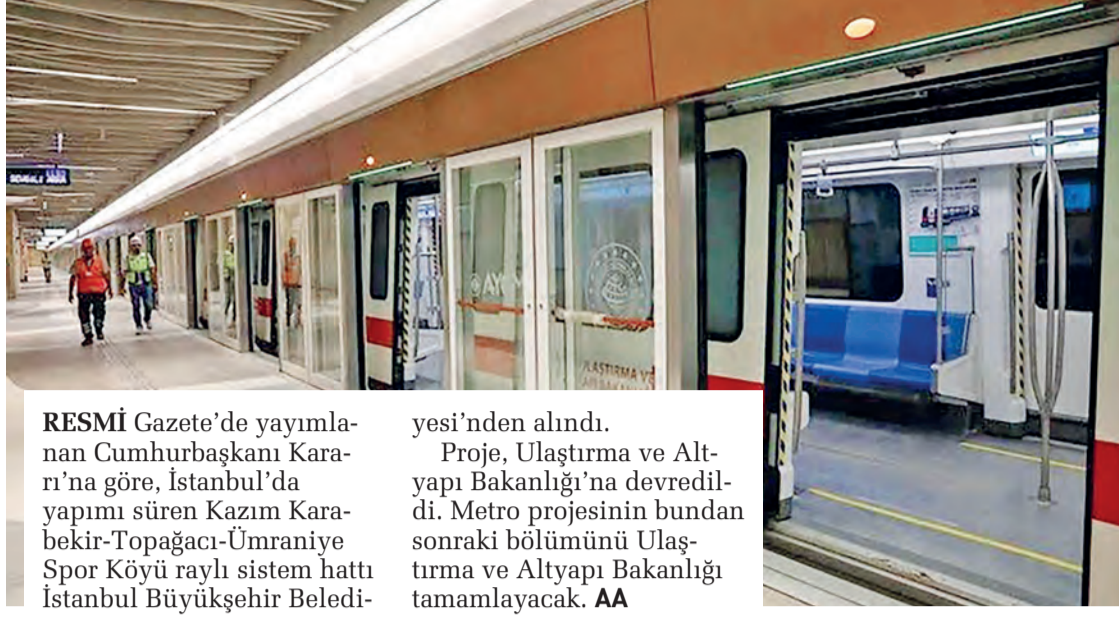 RESMİ Gazete’de yayımla-
nan Cumhurbaşkanı Kara-
rı’na göre, İstanbul’da
yapımı süren Kazım Kara-
bekir-Topağacı-Ümraniye
Spor Köyü raylı sistem hattı
İstanbul Büyükşehir Beledi-
yesi’nden alındı.
Proje, Ulaştırma ve Alt-
yapı Bakanlığı’na devredil-
di. Metro projesinin bundan
sonraki bölümünü Ulaş-
tırma ve Altyapı Bakanlığı
tamamlayacak. AA